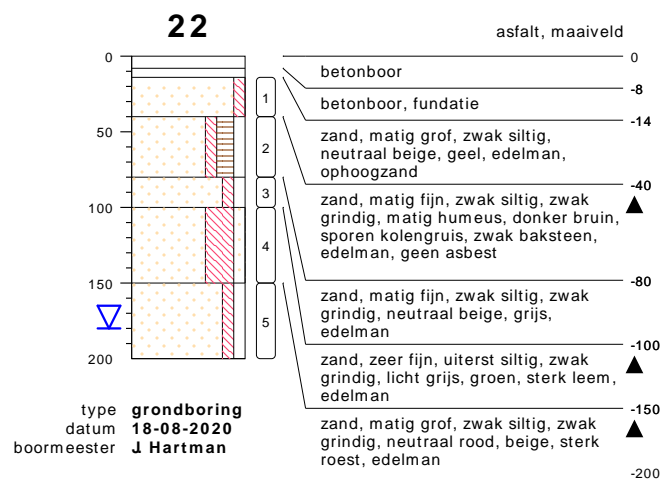 22
asfalt, maaiveld
0
50
100
150
200
1
2
3
4
5
0
betonboor
-8
betonboor, fundatie
-14
zand, matig grof, zwak siltig,
neutraal beige, geel, edelman,
ophoogzand
-40
zand, matig fijn, zwak siltig, zwak
grindig, matig humeus, donker bruin,
sporen kolengruis, zwak baksteen,
edelman, geen asbest
-80
zand, matig fijn, zwak siltig, zwak
grindig, neutraal beige, grijs,
edelman
-100
zand, zeer fijn, uiterst siltig, zwak
grindig, licht grijs, groen, sterk leem,
edelman
-150
zand, matig grof, zwak siltig, zwak
grindig, neutraal rood, beige, sterk
roest, edelman
-200
type grondboring
datum 18-08-2020
boormeester J Hartman